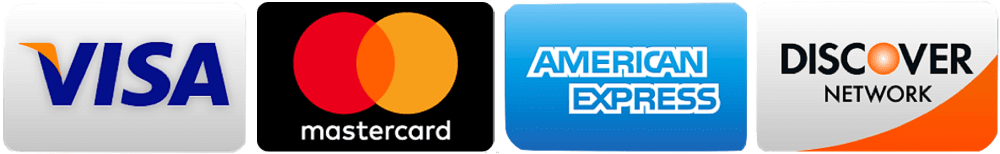 VISA
mastercard
AMERICAN
EXPRESS
DISCOVER
NETWORK